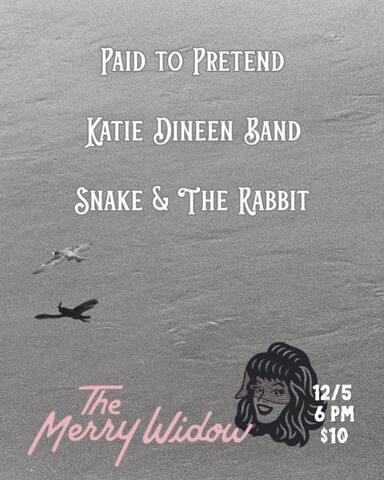 Paid to Pretend
Katie Dineen Band
Snake & The Rabbit
The
Merry Widow
12/5
6 PM
$10